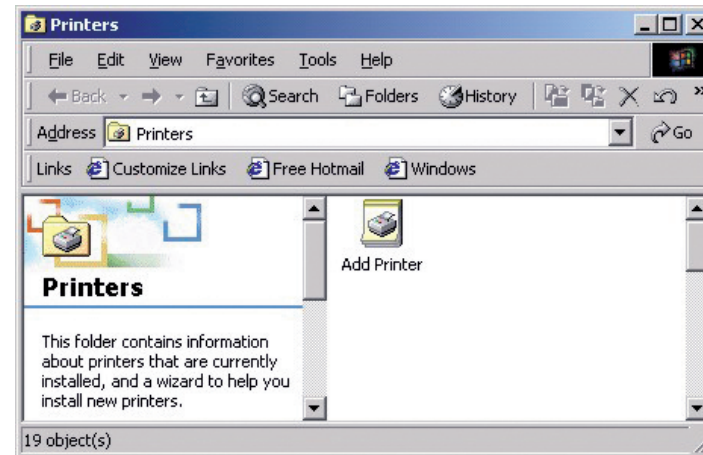 Printers
File Edit View Favorites Tools Help
Back Search Folders History »
Address Printers Go
Links Customize Links Free Hotmail Windows
Printers
This folder contains information
about printers that are currently
installed, and a wizard to help you
install new printers.
Add Printer
19 object(s)